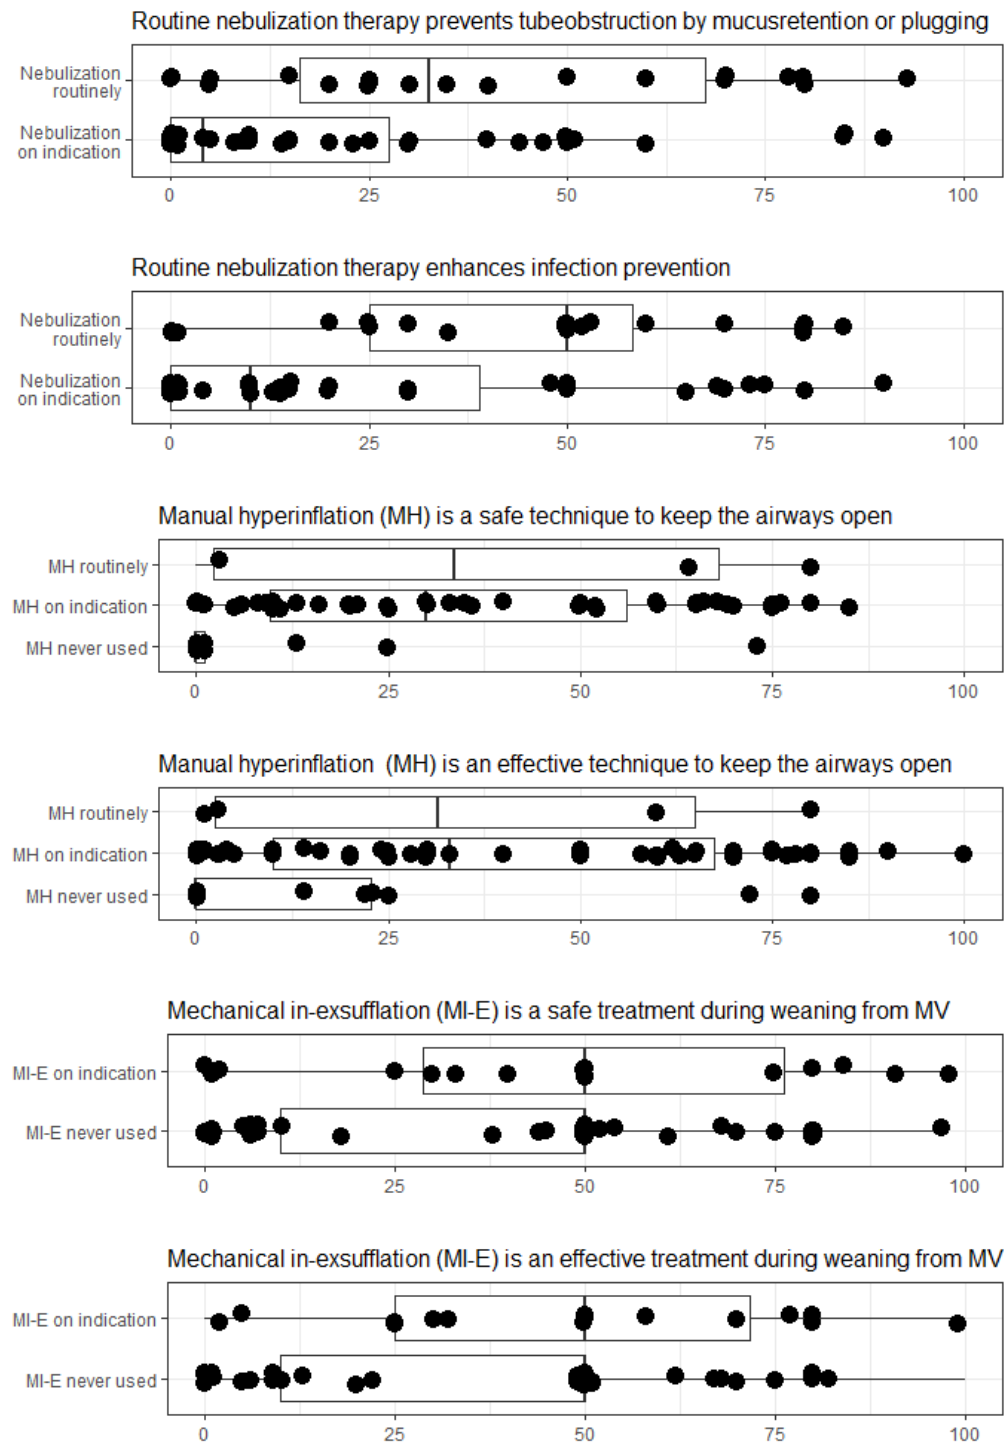 Routine nebulization therapy prevents tubeobstruction by mucusretention or plugging
Nebulization
routinely
Nebulization
on indication
0 25 50 75 100
Routine nebulization therapy enhances infection prevention
Nebulization
routinely
Nebulization
on indication
0 25 50 75 100
Manual hyperinflation (MH) is a safe technique to keep the airways open
MH routinely
MH on indication
MH never used
0 25 50 75 100
Manual hyperinflation  (MH) is an effective technique to keep the airways open
MH routinely
MH on indication
MH never used
0 25 50 75 100
Mechanical in-exsufflation (MI-E) is a safe treatment during weaning from MV
MI-E on indication
MI-E never used
0 25 50 75 100
Mechanical in-exsufflation (MI-E) is an effective treatment during weaning from MV
MI-E on indication
MI-E never used
0 25 50 75 100